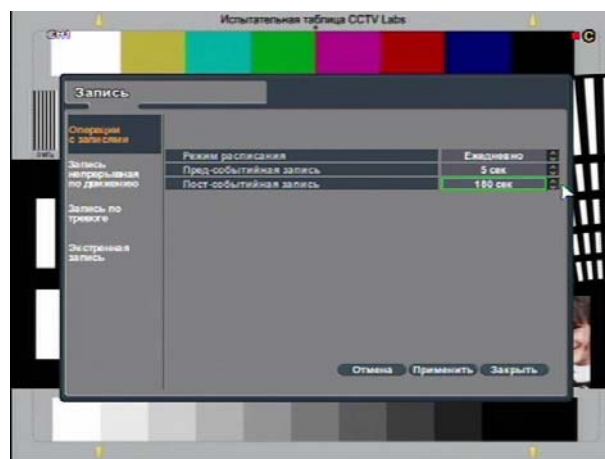 Испытательная таблица CCTV Labs
CH1
C
Запись
Операции
с записями
Запись
непрерывная
по движению
Запись по
тревоге
Экстренная
запись
Режим расписания Ежедневно
Пред-событийная запись 5 сек
Пост-событийная запись 180 сек
Отмена Применить Закрыть